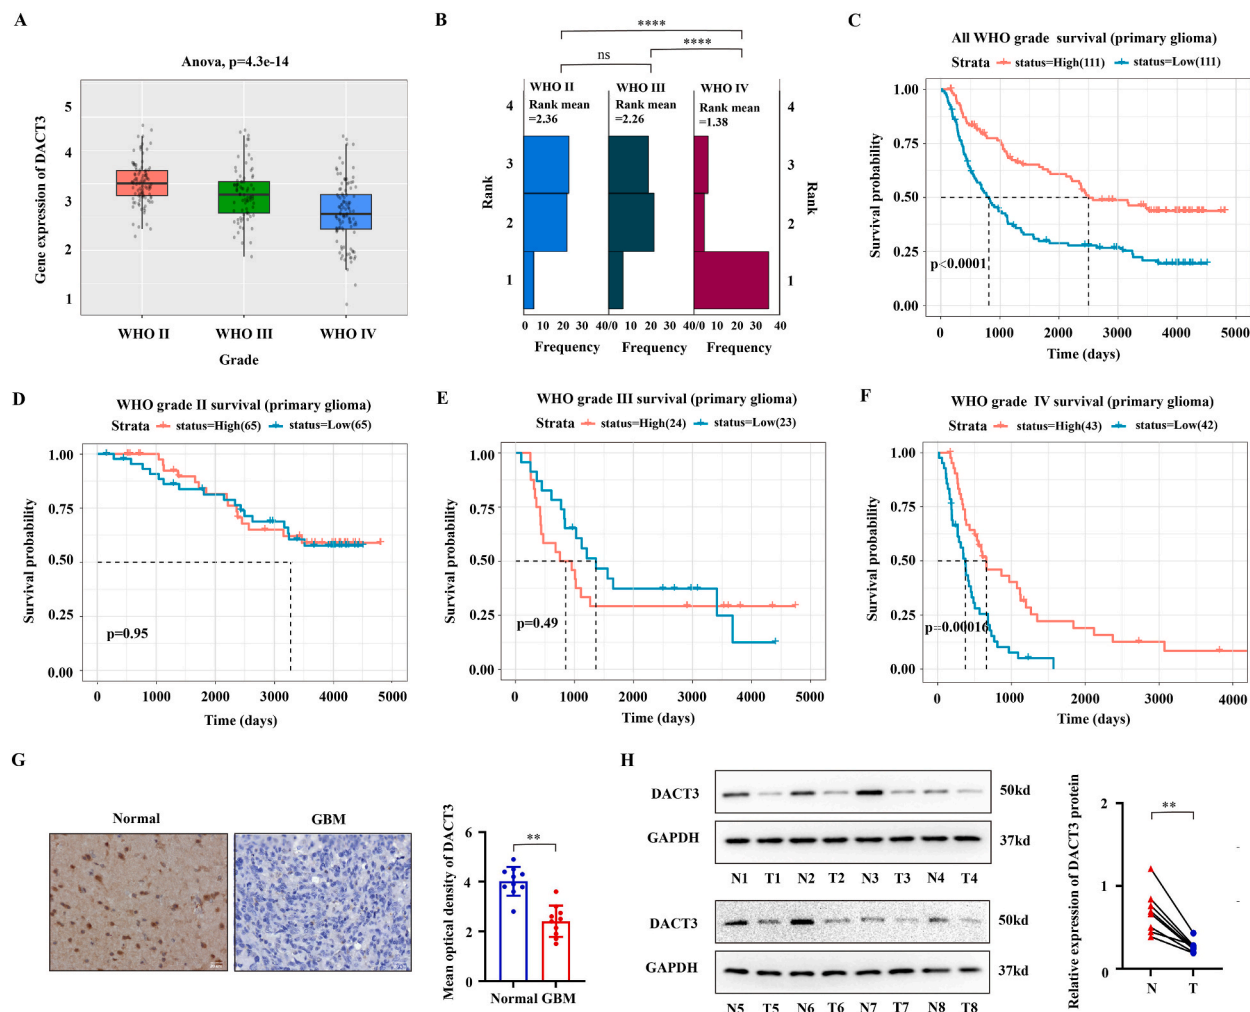 A
Anova, p=4.3e-14
Gene expression of DACT3
5
4
3
2
1
WHO II WHO III WHO IV
Grade
B
****
****
ns
WHO II
Rank mean
=2.36
WHO III
Rank mean
=2.26
WHO IV
Rank mean
=1.38
Rank
4
3
2
1
4
3
2
1
Rank
0 10 20 30 40/0 10 20 30 40/0 10 20 30 40
Frequency Frequency Frequency
C
All WHO grade survival (primary glioma)
Strata status=High(111) status=Low(111)
Survival probability
1.00
0.75
0.50
0.25
0.00
p<0.0001
0 1000 2000 3000 4000 5000
Time (days)
D
WHO grade II survival (primary glioma)
Strata status=High(65) status=Low(65)
Survival probability
1.00
0.75
0.50
0.25
0.00
p=0.95
0 1000 2000 3000 4000 5000
Time (days)
E
WHO grade III survival (primary glioma)
Strata status=High(24) status=Low(23)
Survival probability
1.00
0.75
0.50
0.25
0.00
p=0.49
0 1000 2000 3000 4000 5000
Time (days)
F
WHO grade IV survival (primary glioma)
Strata status=High(43) status=Low(42)
Survival probability
1.00
0.75
0.50
0.25
0.00
p=0.00016
0 1000 2000 3000 4000
Time (days)
G
Normal GBM
Mean optical density of DACT3
6
4
2
0
**
Normal GBM
H
DACT3 50kd
GAPDH 37kd
N1 T1 N2 T2 N3 T3 N4 T4
DACT3 50kd
GAPDH 37kd
N5 T5 N6 T6 N7 T7 N8 T8
Relative expression of DACT3 protein
2
1
0
**
N T